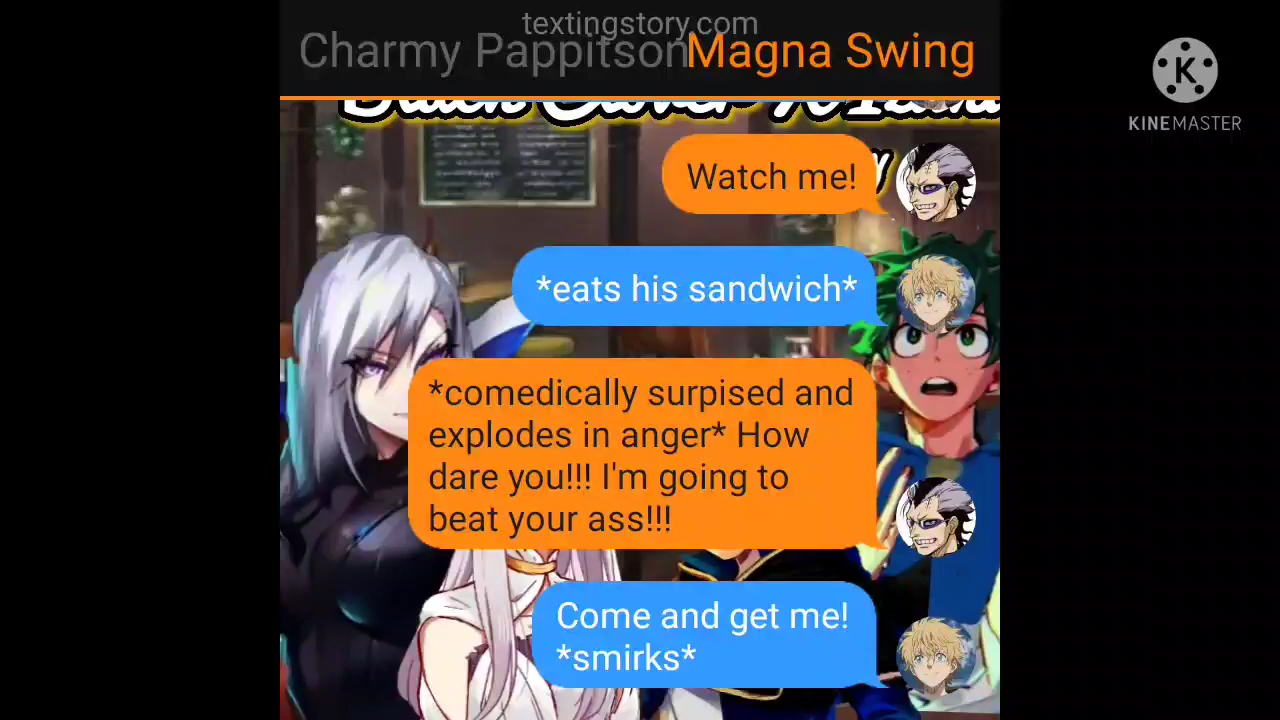 textingstory.com
Charmy Pappitson Magna Swing
KINEMASTER
Watch me!
*eats his sandwich*
*comedically surpised and
explodes in anger* How
dare you!!! I'm going to
beat your ass!!!
Come and get me!
*smirks*